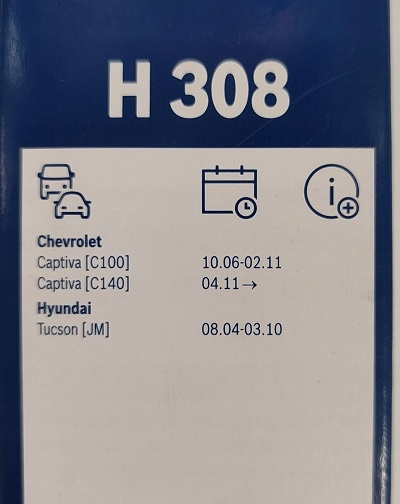 H 308
Chevrolet
Captiva [C100] 10.06-02.11
Captiva [C140] 04.11→
Hyundai
Tucson [JM] 08.04-03.10